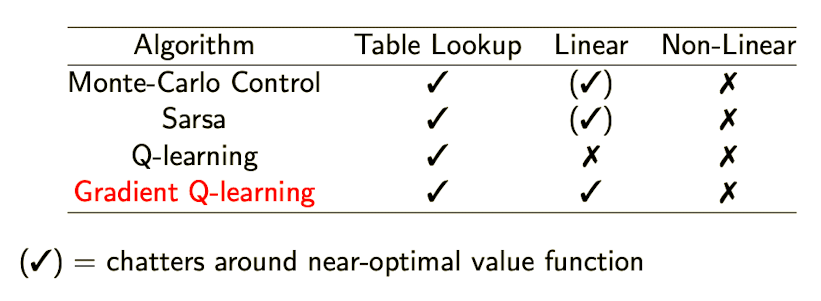 Algorithm Table Lookup Linear Non-Linear
Monte-Carlo Control ✓ (✓) ✗
Sarsa ✓ (✓) ✗
Q-learning ✓ ✗ ✗
Gradient Q-learning ✓ ✓ ✗
(✓) = chatters around near-optimal value function